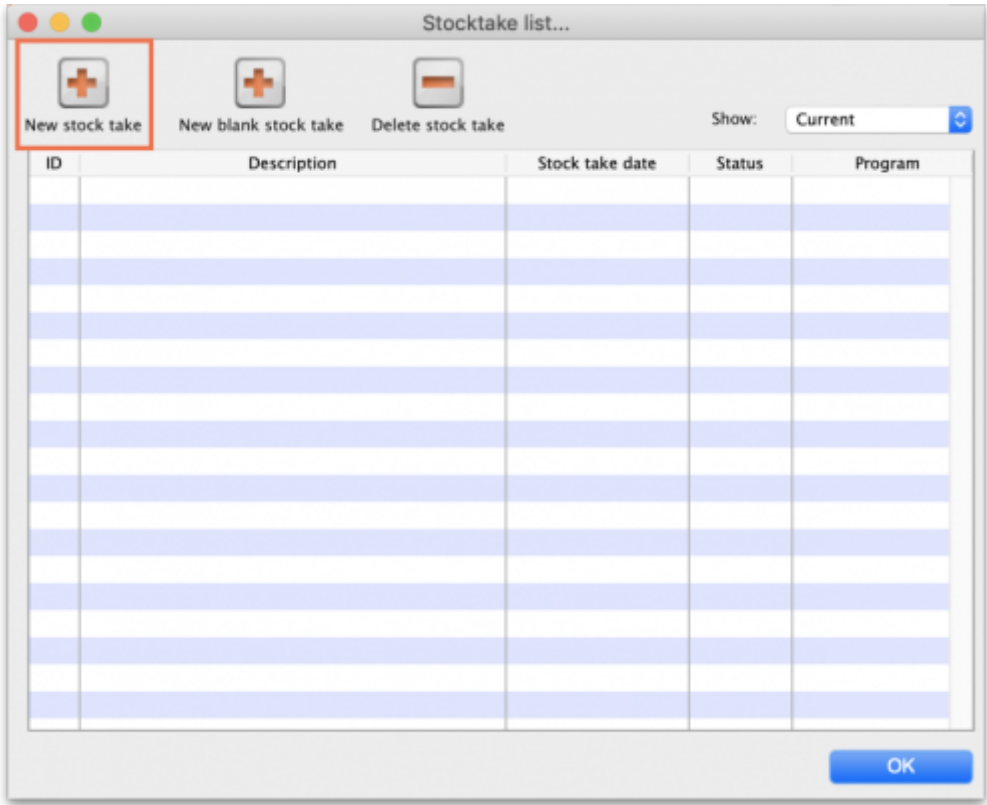 Stocktake list...
New stock take New blank stock take Delete stock take Show: Current
ID Description Stock take date Status Program
OK